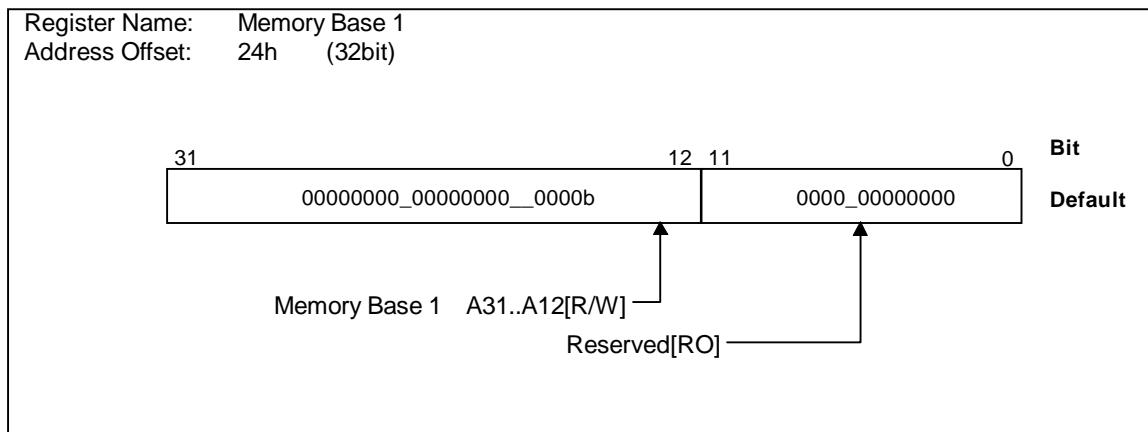 Register Name: Memory Base 1
Address Offset: 24h (32bit)
31 12 11 0 Bit
00000000_00000000__0000b 0000_00000000 Default
Memory Base 1 A31..A12[R/W]
Reserved[RO]